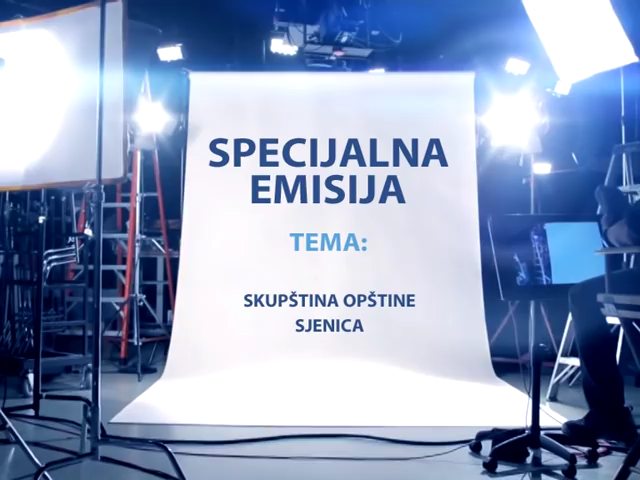 SPECIJALNA
EMISIJA
TEMA:
SKUPŠTINA OPŠTINE
SJENICA